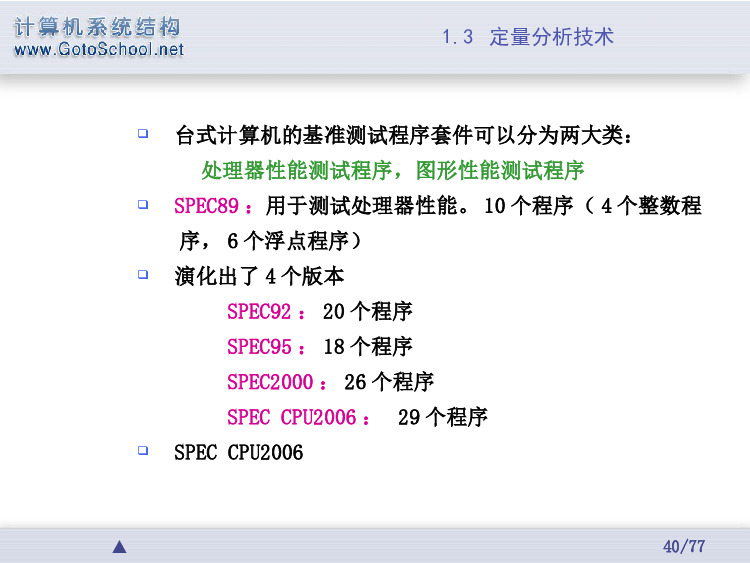 计算机系统结构
www.GotoSchool.net
1.3 定量分析技术
台式计算机的基准测试程序套件可以分为两大类：
处理器性能测试程序，图形性能测试程序
SPEC89：用于测试处理器性能。10个程序（4个整数程
序，6个浮点程序）
演化出了4个版本
SPEC92：20个程序
SPEC95：18个程序
SPEC2000：26个程序
SPEC CPU2006： 29个程序
SPEC CPU2006
40/77